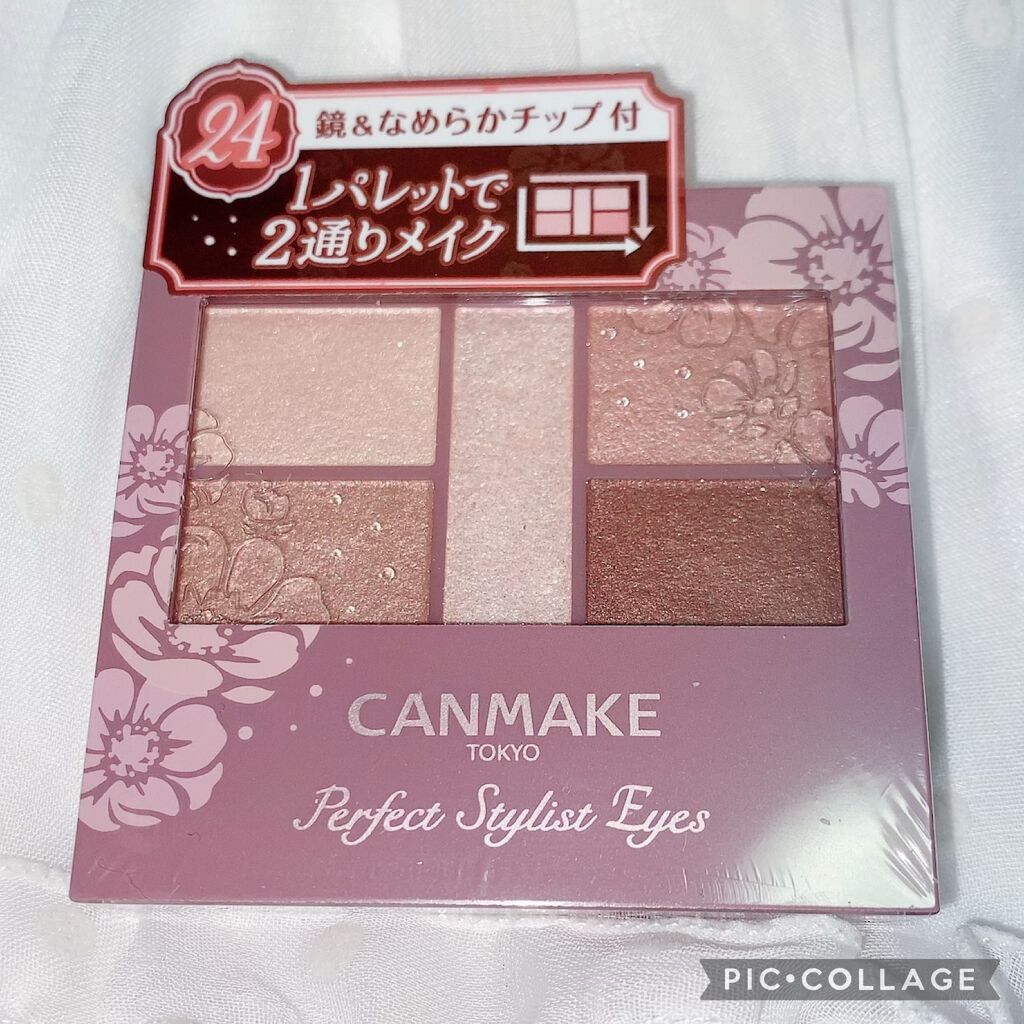 24
鏡&なめらかチップ付
1パレットで
2通りメイク
CANMAKE
TOKYO
Perfect Stylist Eyes
PIC•COLLAGE